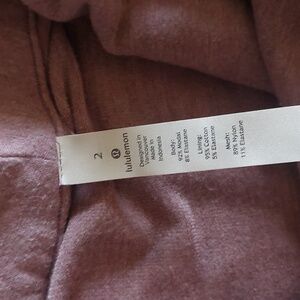 2
lululemon
Designed in
Vancouver
Made in
Indonesia
Body:
92% Modal
8% Elastane
Lining:
95% Cotton
5% Elastane
Mesh:
89% Nylon
11% Elastane